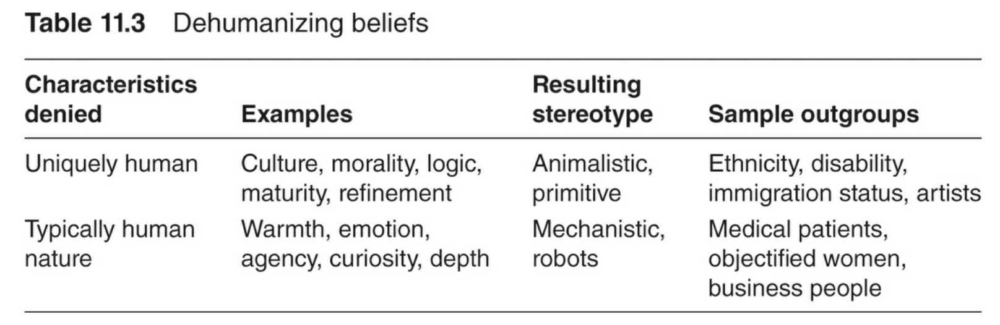 Table 11.3 Dehumanizing beliefs
Characteristics denied Examples Resulting stereotype Sample outgroups
Uniquely human Culture, morality, logic, maturity, refinement Animalistic, primitive Ethnicity, disability, immigration status, artists
Typically human nature Warmth, emotion, agency, curiosity, depth Mechanistic, robots Medical patients, objectified women, business people